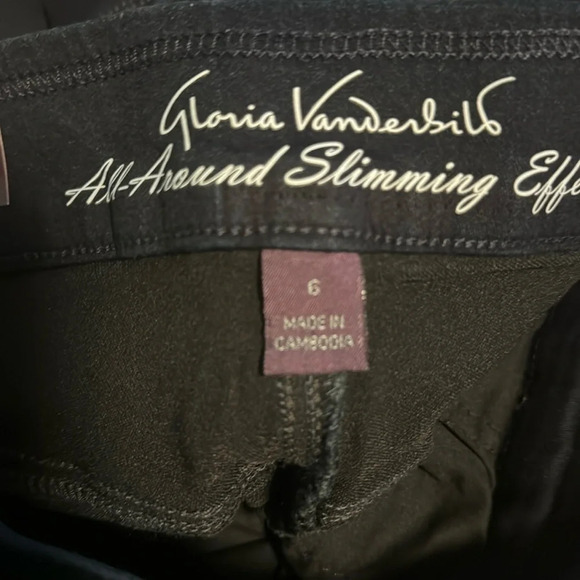 Gloria Vanderbilt
All-Around Slimming Effe
6
MADE IN
CAMBODIA